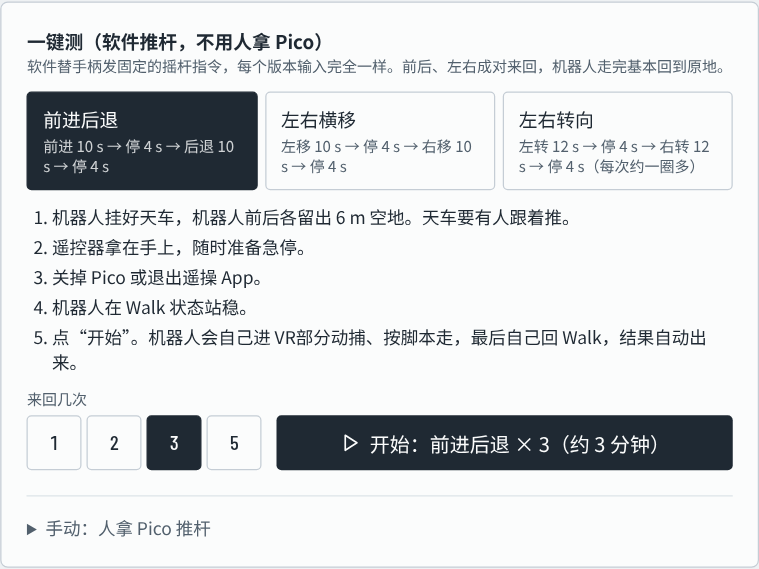 一键测（软件推杆，不用人拿 Pico）
软件替手柄发固定的摇杆指令，每个版本输入完全一样。前后、左右成对来回，机器人走完基本回到原地。
前进后退
前进 10 s → 停 4 s → 后退 10
s → 停 4 s
左右横移
左移 10 s → 停 4 s → 右移 10
s → 停 4 s
左右转向
左转 12 s → 停 4 s → 右转 12
s → 停 4 s（每次约一圈多）
1. 机器人挂好天车，机器人前后各留出 6 m 空地。天车要有人跟着推。
2. 遥控器拿在手上，随时准备急停。
3. 关掉 Pico 或退出遥操 App。
4. 机器人在 Walk 状态站稳。
5. 点“开始”。机器人会自己进 VR部分动捕、按脚本走，最后自己回 Walk，结果自动出
来。
来回几次
1 2 3 5 开始：前进后退 × 3（约 3 分钟）
手动：人拿 Pico 推杆